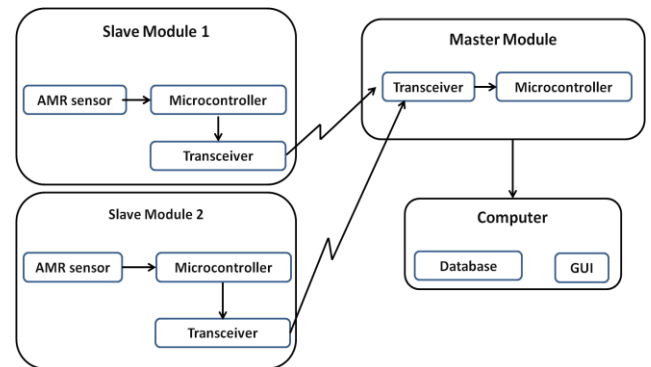 Slave Module 1
AMR sensor
Microcontroller
Transceiver
Slave Module 2
AMR sensor
Microcontroller
Transceiver
Master Module
Transceiver
Microcontroller
Computer
Database
GUI